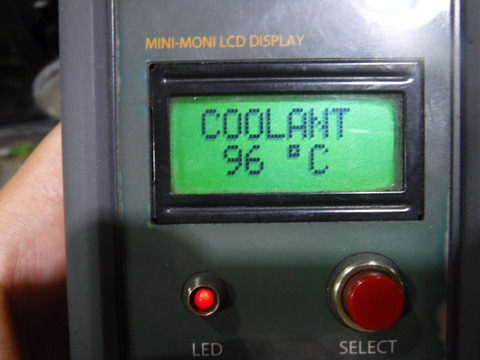 MINI-MONI LCD DISPLAY
COOLANT
96 °C
LED
SELECT